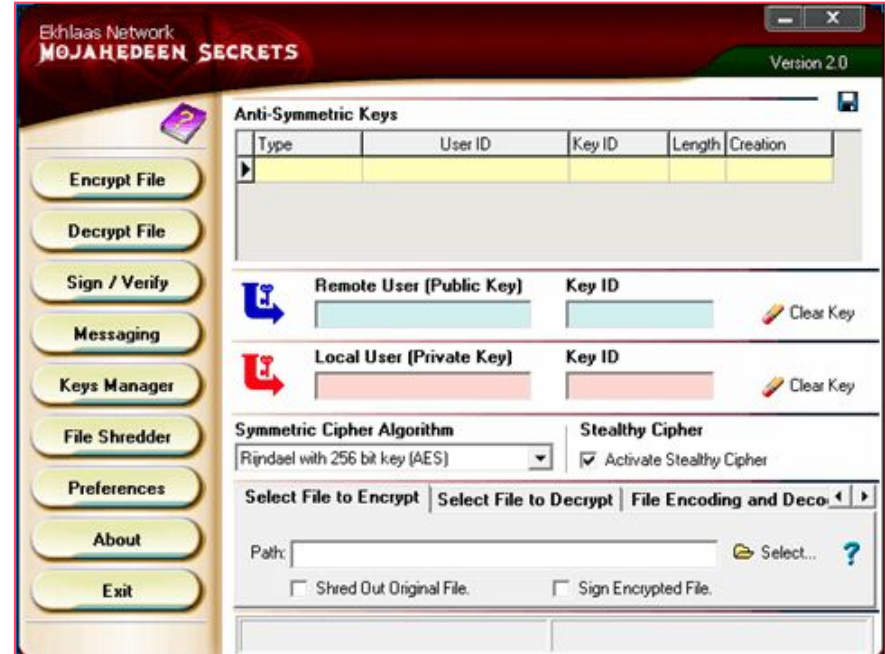 Ekhlaas Network
MOJAHEDEEN SECRETS
Version 2.0
Anti-Symmetric Keys
Type User ID Key ID Length Creation
Encrypt File
Decrypt File
Sign / Verify
Messaging
Keys Manager
File Shredder
Preferences
About
Exit
Remote User (Public Key) Key ID
Clear Key
Local User (Private Key) Key ID
Clear Key
Symmetric Cipher Algorithm Stealthy Cipher
Rijndael with 256 bit key (AES) Activate Stealthy Cipher
Select File to Encrypt Select File to Decrypt File Encoding and Deco
Path: Select...
Shred Out Original File. Sign Encrypted File.